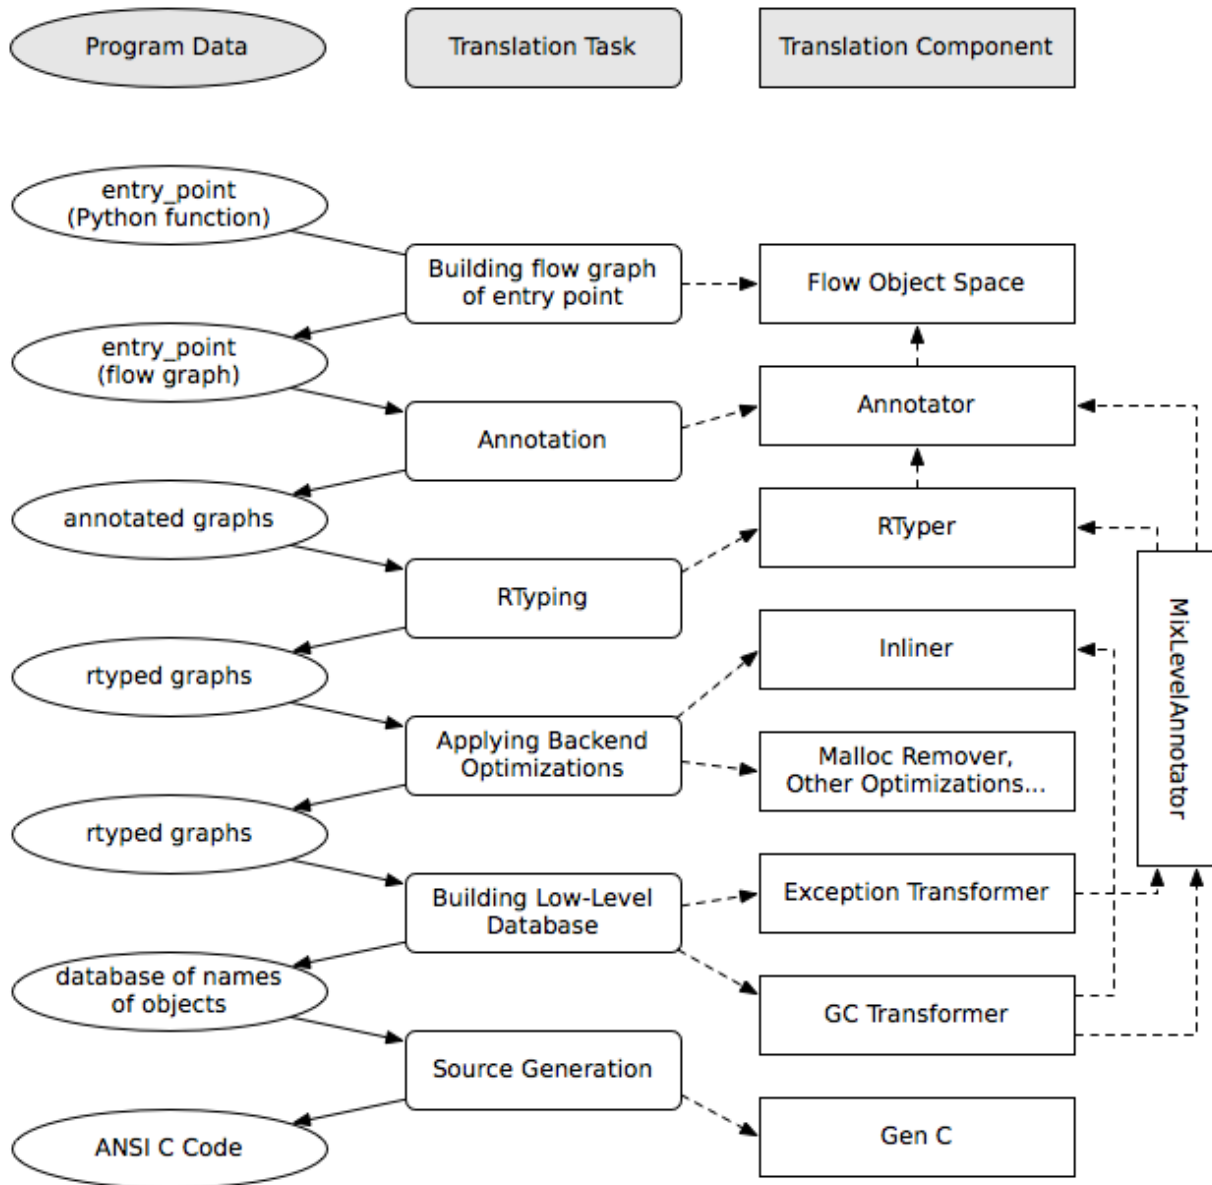 Program Data
Translation Task
Translation Component
entry_point
(Python function)
Building flow graph
of entry point
Flow Object Space
entry_point
(flow graph)
Annotation
Annotator
annotated graphs
RTyping
RTyper
rtyped graphs
Applying Backend
Optimizations
Inliner
Malloc Remover,
Other Optimizations...
MixLevelAnnotator
rtyped graphs
Building Low-Level
Database
Exception Transformer
database of names
of objects
GC Transformer
Source Generation
ANSI C Code
Gen C